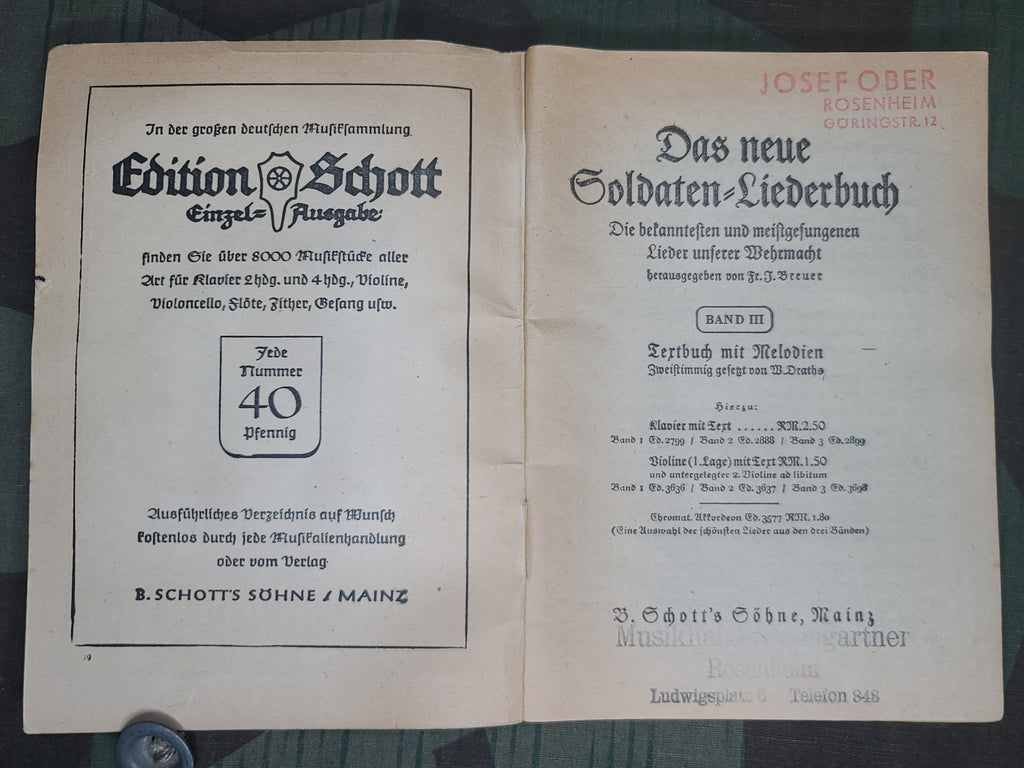 In der großen deutschen Musiksammlung
Edition Schott
Einzel=Ausgabe
finden Sie über 8000 Musikstücke aller
Art für Klavier 2hdg. und 4hdg., Violine,
Violoncello, Flöte, Zither, Gesang usw.
Jede
Nummer
40
Pfennig
Ausführliches Verzeichnis auf Wunsch
kostenlos durch jede Musikalienhandlung
oder vom Verlag
B. SCHOTT'S SÖHNE / MAINZ
19
JOSEF OBER
ROSENHEIM
GÖRINGSTR. 12
Das neue
Soldaten=Liederbuch
Die bekanntesten und meistgesungenen
Lieder unserer Wehrmacht
herausgegeben von Fr. J. Breuer
BAND III
Textbuch mit Melodien
Zweistimmig gesetzt von W. Draths
Hierzu:
Klavier mit Text ...... RM. 2.50
Band 1 Ed. 2799 / Band 2 Ed. 2888 / Band 3 Ed. 2899
Violine (1. Lage) mit Text RM. 1.50
und untergelegter 2. Violine ad libitum
Band 1 Ed. 3636 / Band 2 Ed. 3637 / Band 3 Ed. 3698
Chromat. Akkordeon Ed. 3577 RM. 1.80
(Eine Auswahl der schönsten Lieder aus den drei Bänden)
B. Schott's Söhne, Mainz
Rosenheim
Ludwigsplatz 6 Telefon 848